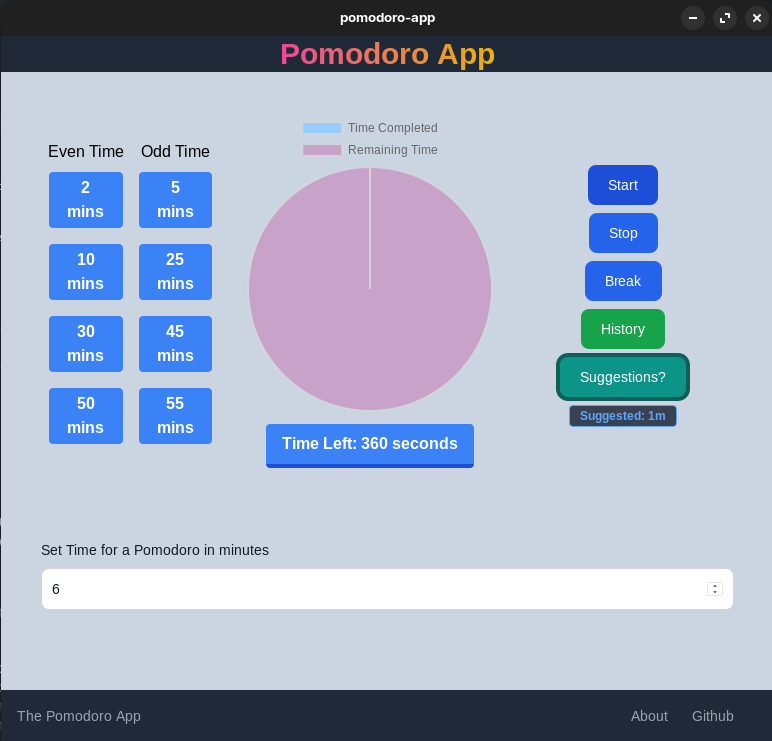 pomodoro-app
Pomodoro App
Time Completed
Remaining Time
Even Time
Odd Time
2
mins
5
mins
10
mins
25
mins
30
mins
45
mins
50
mins
55
mins
Time Left: 360 seconds
Start
Stop
Break
History
Suggestions?
Suggested: 1m
Set Time for a Pomodoro in minutes
6
The Pomodoro App
About
Github